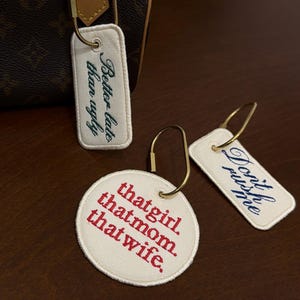 Better late
than ugly
thatgirl.
thatmom.
thatwife.
Don't
rush
me